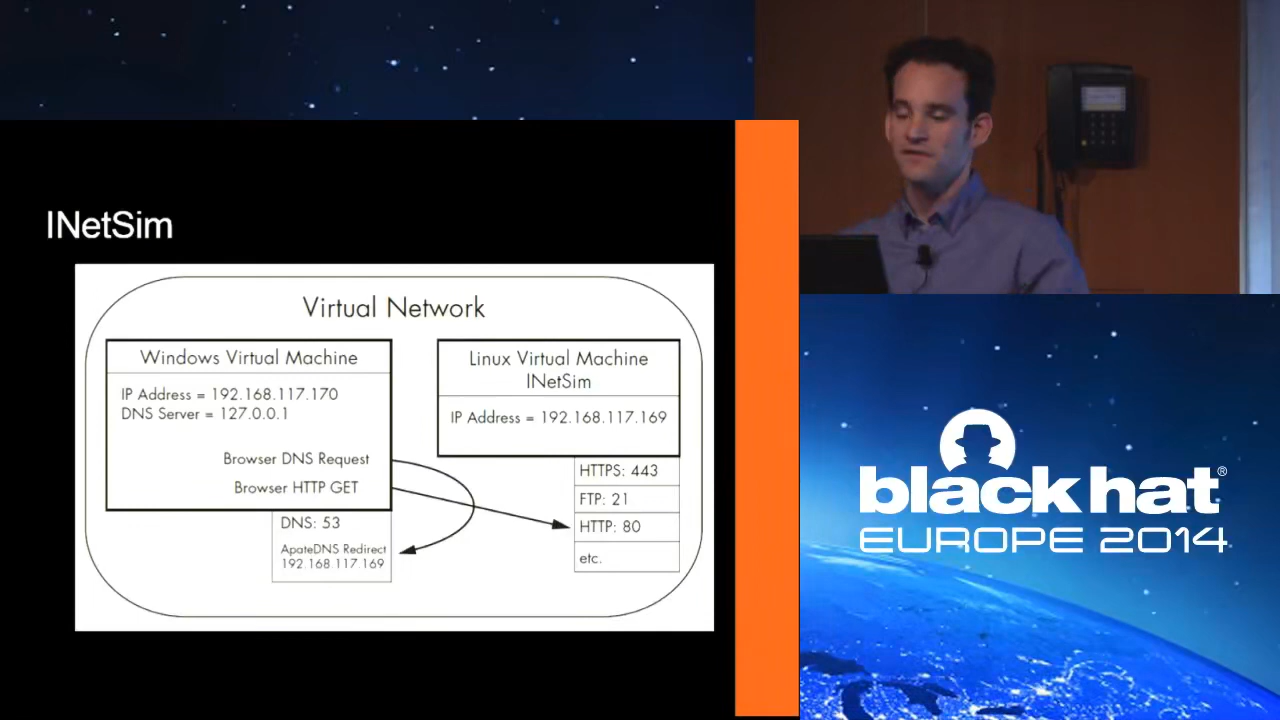 INetSim
Virtual Network
Windows Virtual Machine
IP Address = 192.168.117.170
DNS Server = 127.0.0.1
Browser DNS Request
Browser HTTP GET
DNS: 53
ApateDNS Redirect
192.168.117.169
Linux Virtual Machine
INetSim
IP Address = 192.168.117.169
HTTPS: 443
FTP: 21
HTTP: 80
etc.
black hat®
EUROPE 2014